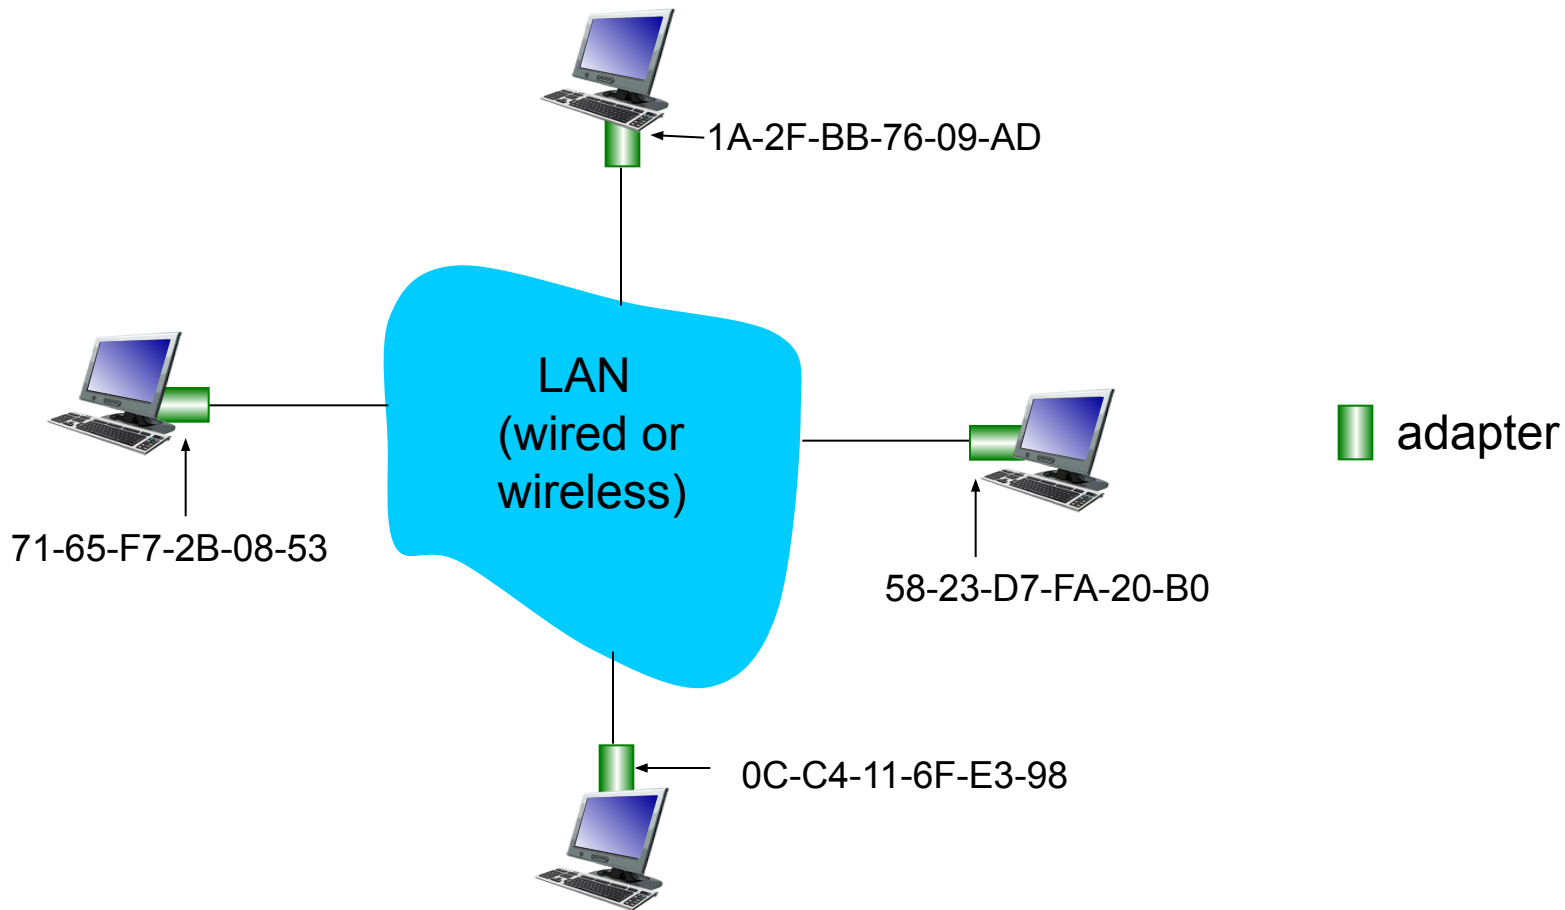 1A-2F-BB-76-09-AD
LAN
(wired or
wireless)
adapter
71-65-F7-2B-08-53
58-23-D7-FA-20-B0
0C-C4-11-6F-E3-98